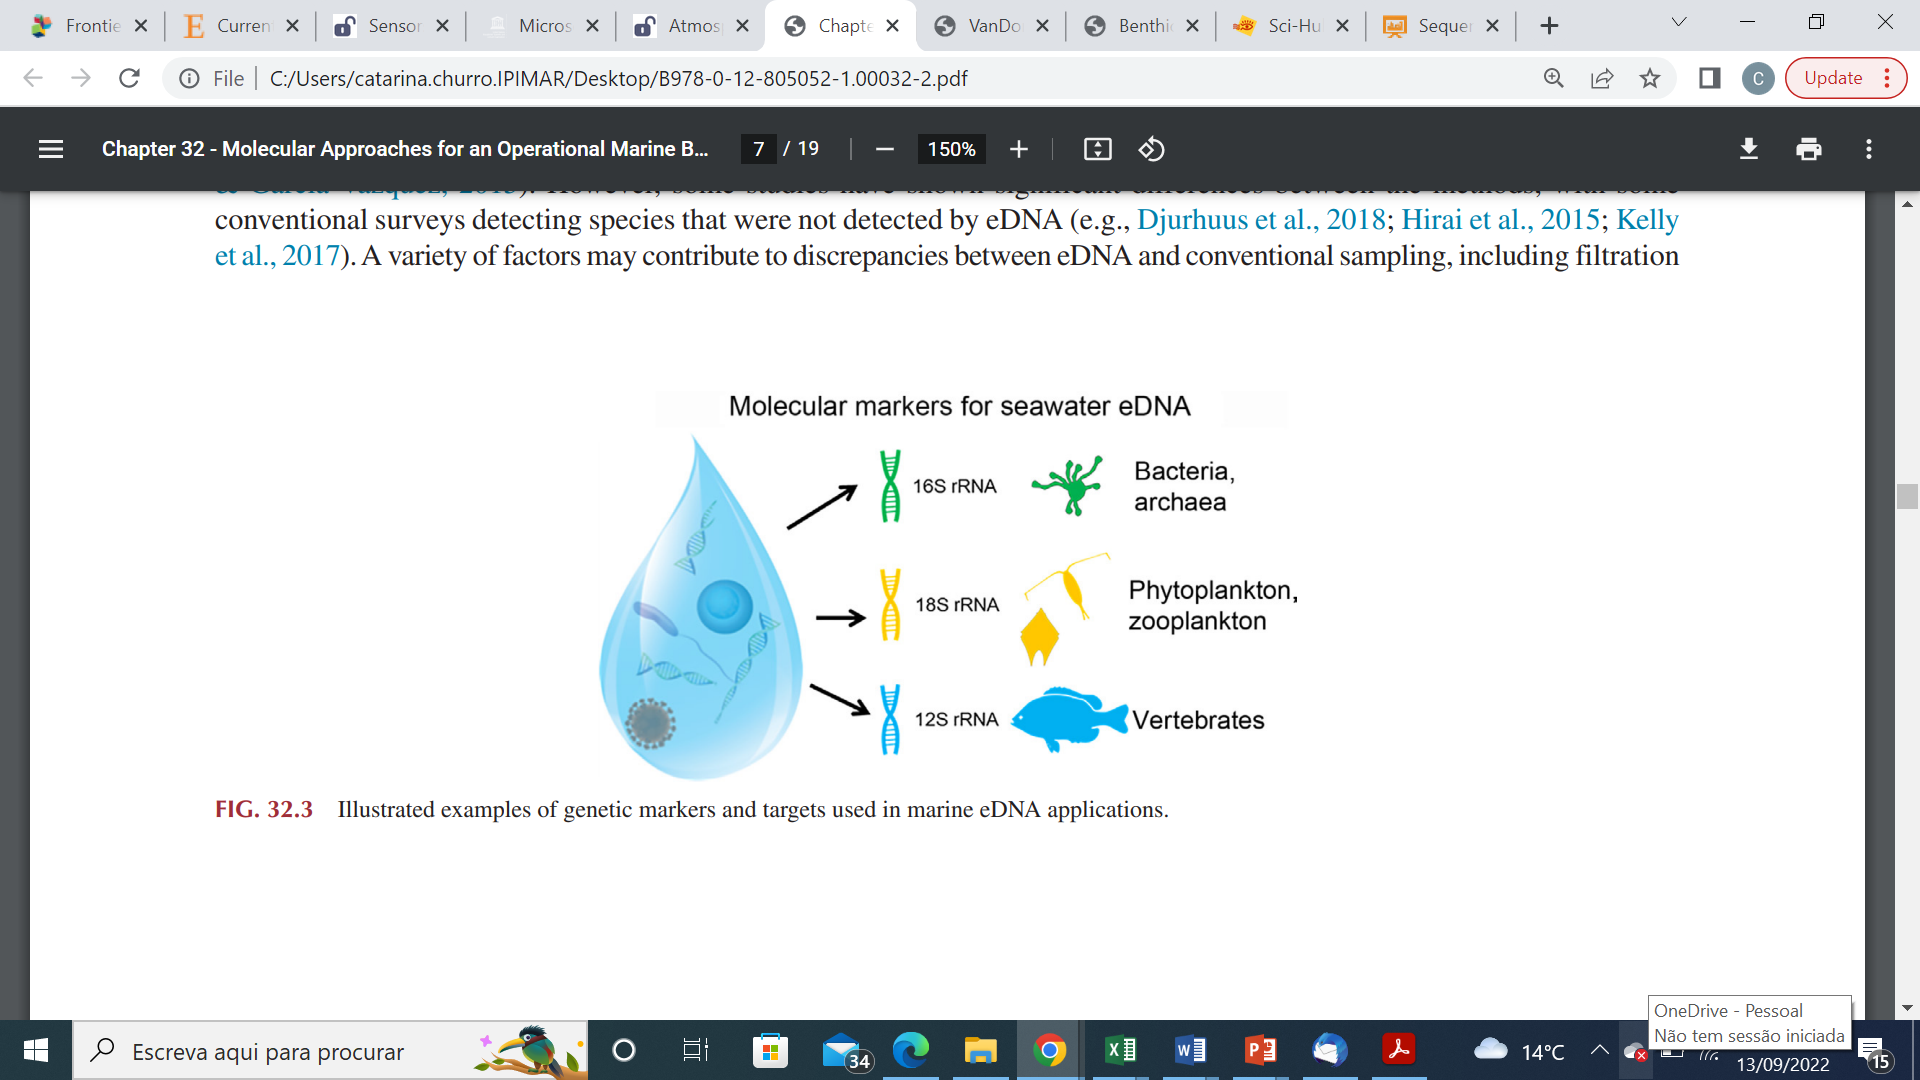 Frontie
Curren
Sensor
Micros
Atmos
Chapte
VanDo
Benthi
Sci-Hu
Sequer
File
C:/Users/catarina.churro.IPIMAR/Desktop/B978-0-12-805052-1.00032-2.pdf
C
Update
Chapter 32 - Molecular Approaches for an Operational Marine B...
7 / 19
150%
conventional surveys detecting species that were not detected by eDNA (e.g., Djurhuus et al., 2018; Hirai et al., 2015; Kelly
et al., 2017). A variety of factors may contribute to discrepancies between eDNA and conventional sampling, including filtration
Molecular markers for seawater eDNA
16S rRNA
Bacteria,
archaea
18S rRNA
Phytoplankton,
zooplankton
12S rRNA
Vertebrates
FIG. 32.3 Illustrated examples of genetic markers and targets used in marine eDNA applications.
OneDrive - Pessoal
Não tem sessão iniciada
Escreva aqui para procurar
34
14°C
13/09/2022
15